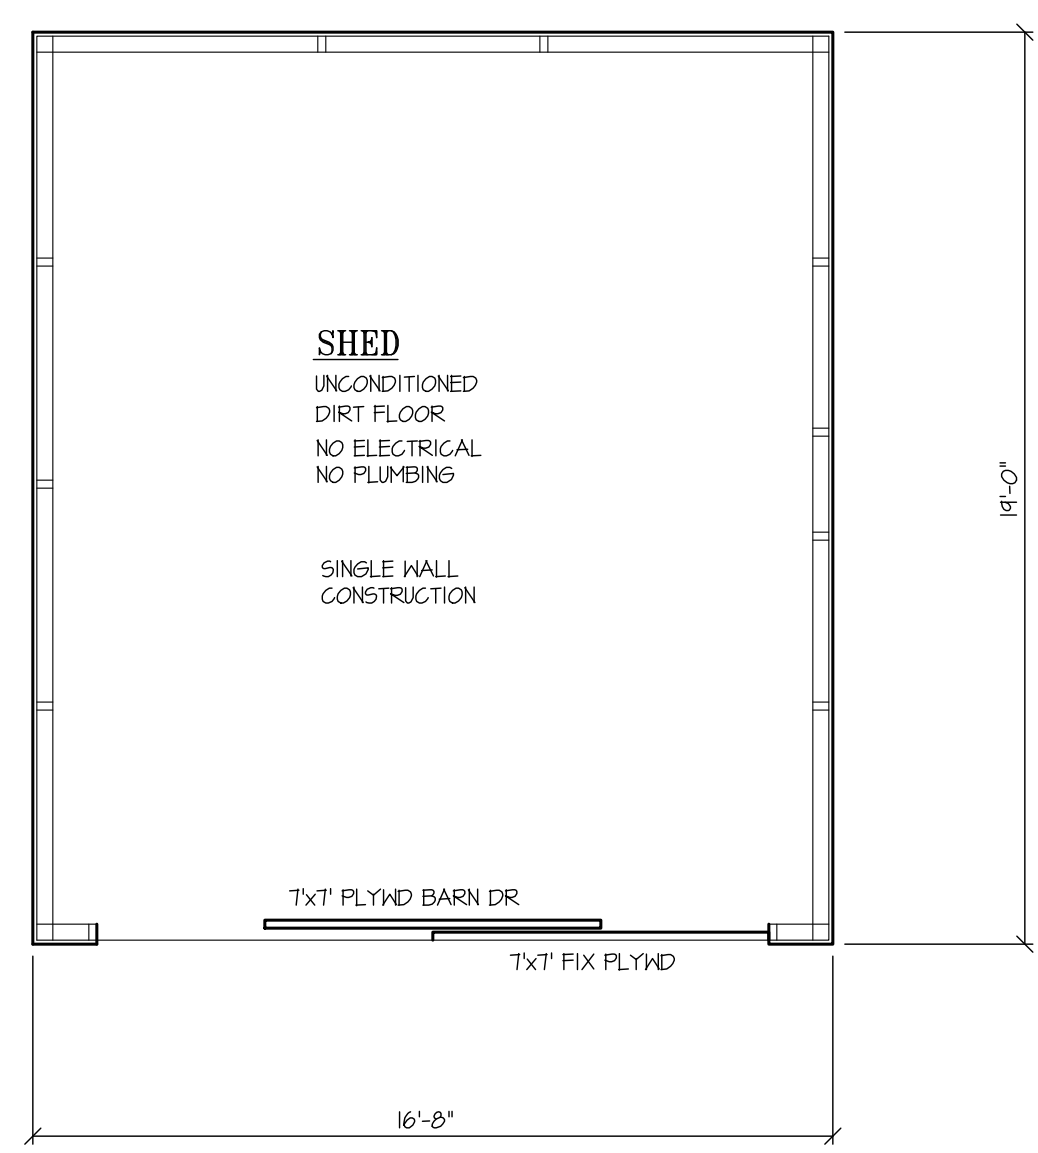 SHED
UNCONDITIONED
DIRT FLOOR
NO ELECTRICAL
NO PLUMBING
19'-0"
SINGLE WALL
CONSTRUCTION
7'x7' PLYWD BARN DR
7'x7' FIX PLYWD
16'-8"